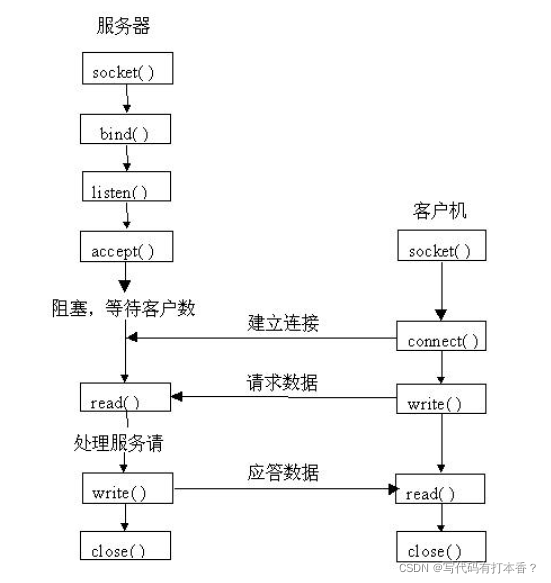 服务器
socket( )
bind( )
listen( )
accept( )
阻塞，等待客户数
read( )
处理服务请
write( )
close( )
建立连接
请求数据
应答数据
客户机
socket( )
connect( )
write( )
read( )
close( )
CSDN @写代码有打本香？